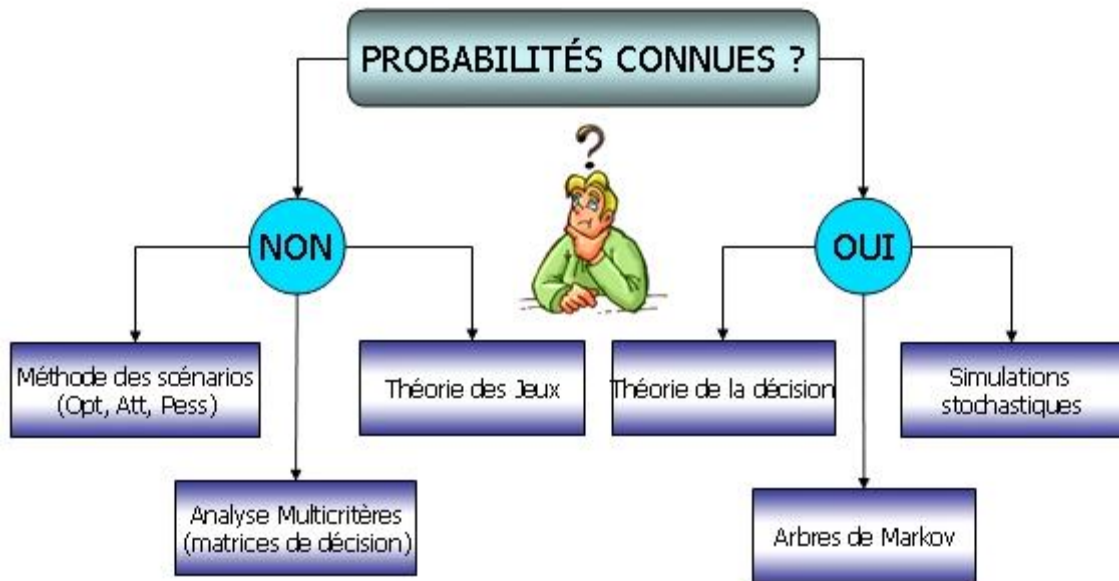 PROBABILITÉS CONNUES ?
?
NON
OUI
Méthode des scénarios
(Opt, Att, Pess)
Théorie des Jeux
Théorie de la décision
Simulations
stochastiques
Analyse Multicritères
(matrices de décision)
Arbres de Markov